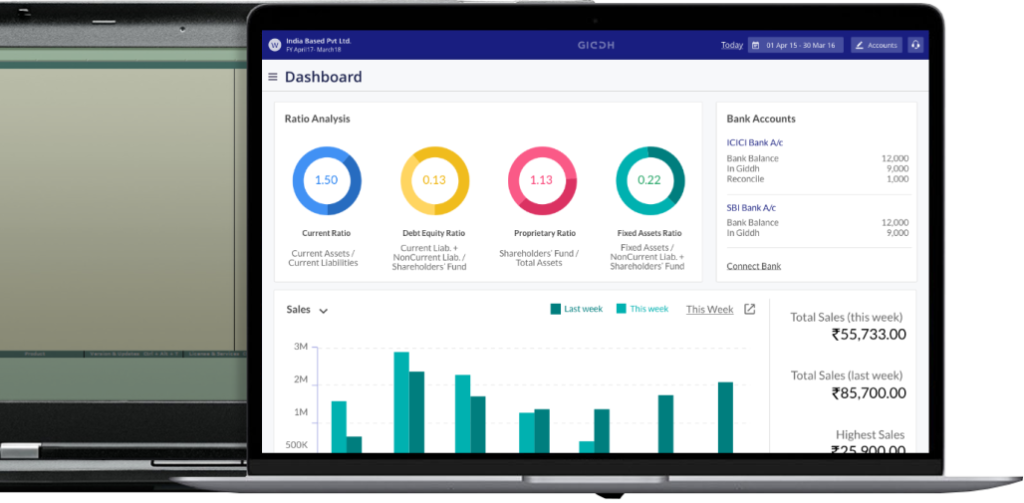 W
India Based Pvt Ltd.
FY April17- March18
GIDDH
Today
01 Apr 15 - 30 Mar 16
Accounts
Dashboard
Ratio Analysis
1.50
0.13
1.13
0.22
Current Ratio
Debt Equity Ratio
Proprietary Ratio
Fixed Assets Ratio
Current Assets /
Current Liabilities
Current Liab. +
NonCurrent Liab. /
Shareholders' Fund
Shareholders' Fund /
Total Assets
Fixed Assets /
NonCurrent Liab. +
Shareholders' Fund
Bank Accounts
ICICI Bank A/c
Bank Balance 12,000
In Giddh 9,000
Reconcile 1,000
SBI Bank A/c
Bank Balance 12,000
In Giddh 9,000
Connect Bank
Sales
Last week
This week
This Week
3M
2M
1M
500K
Total Sales (this week)
₹55,733.00
Total Sales (last week)
₹85,700.00
Highest Sales
₹25,900.00
Product